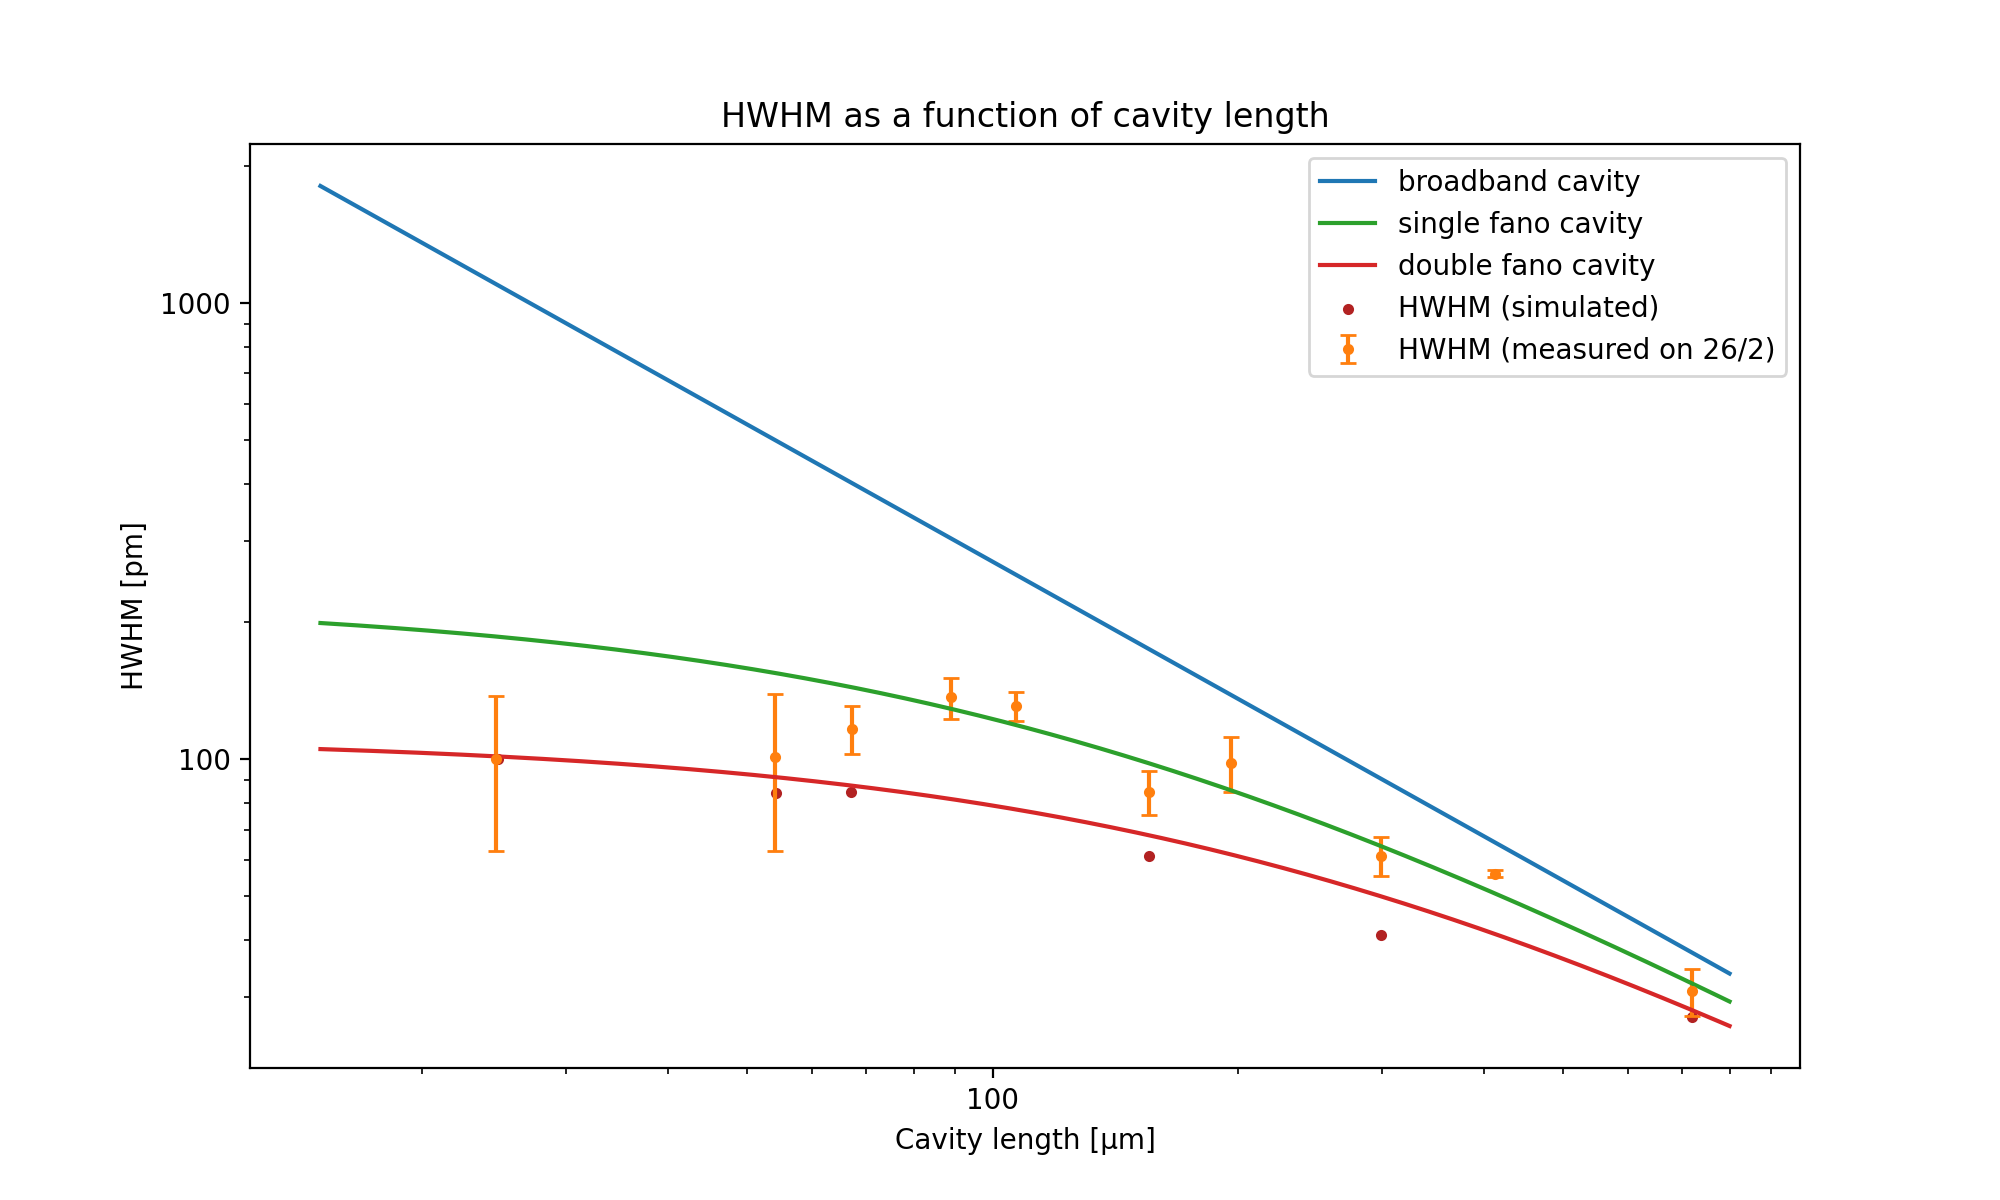 HWHM as a function of cavity length
broadband cavity
single fano cavity
double fano cavity
HWHM (simulated)
HWHM (measured on 26/2)
1000
100
HWHM [pm]
100
Cavity length [μm]